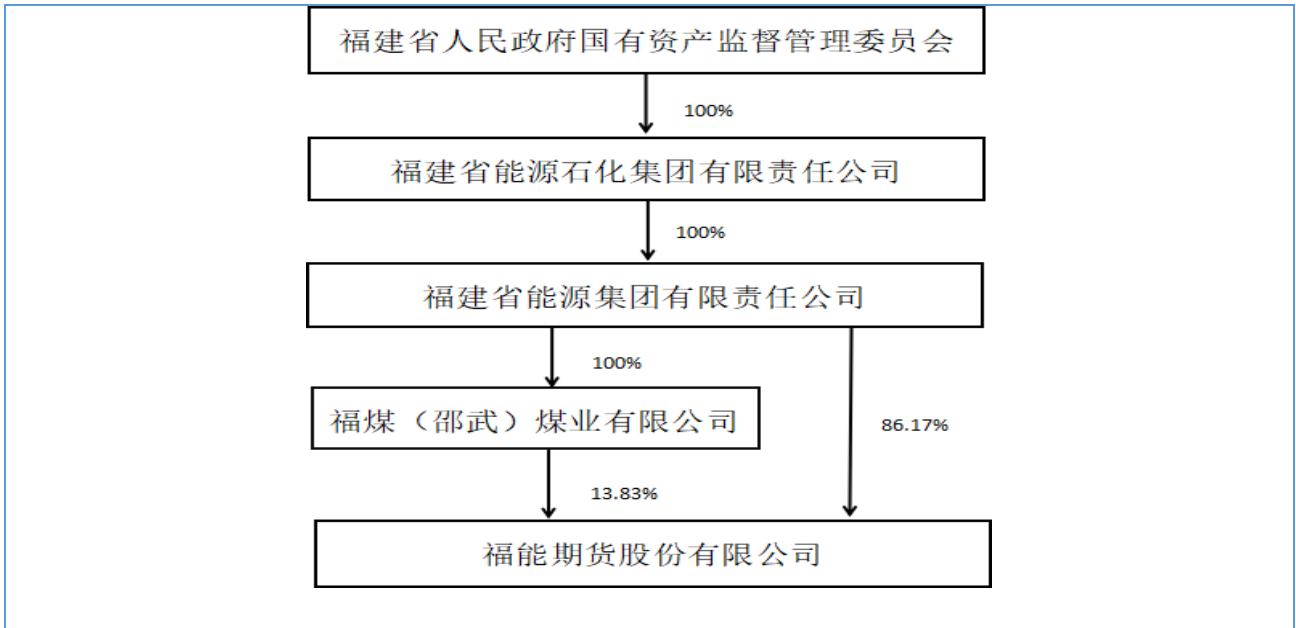 福建省人民政府国有资产监督管理委员会
100%
福建省能源石化集团有限责任公司
100%
福建省能源集团有限责任公司
100%
福煤（邵武）煤业有限公司
86.17%
13.83%
福能期货股份有限公司